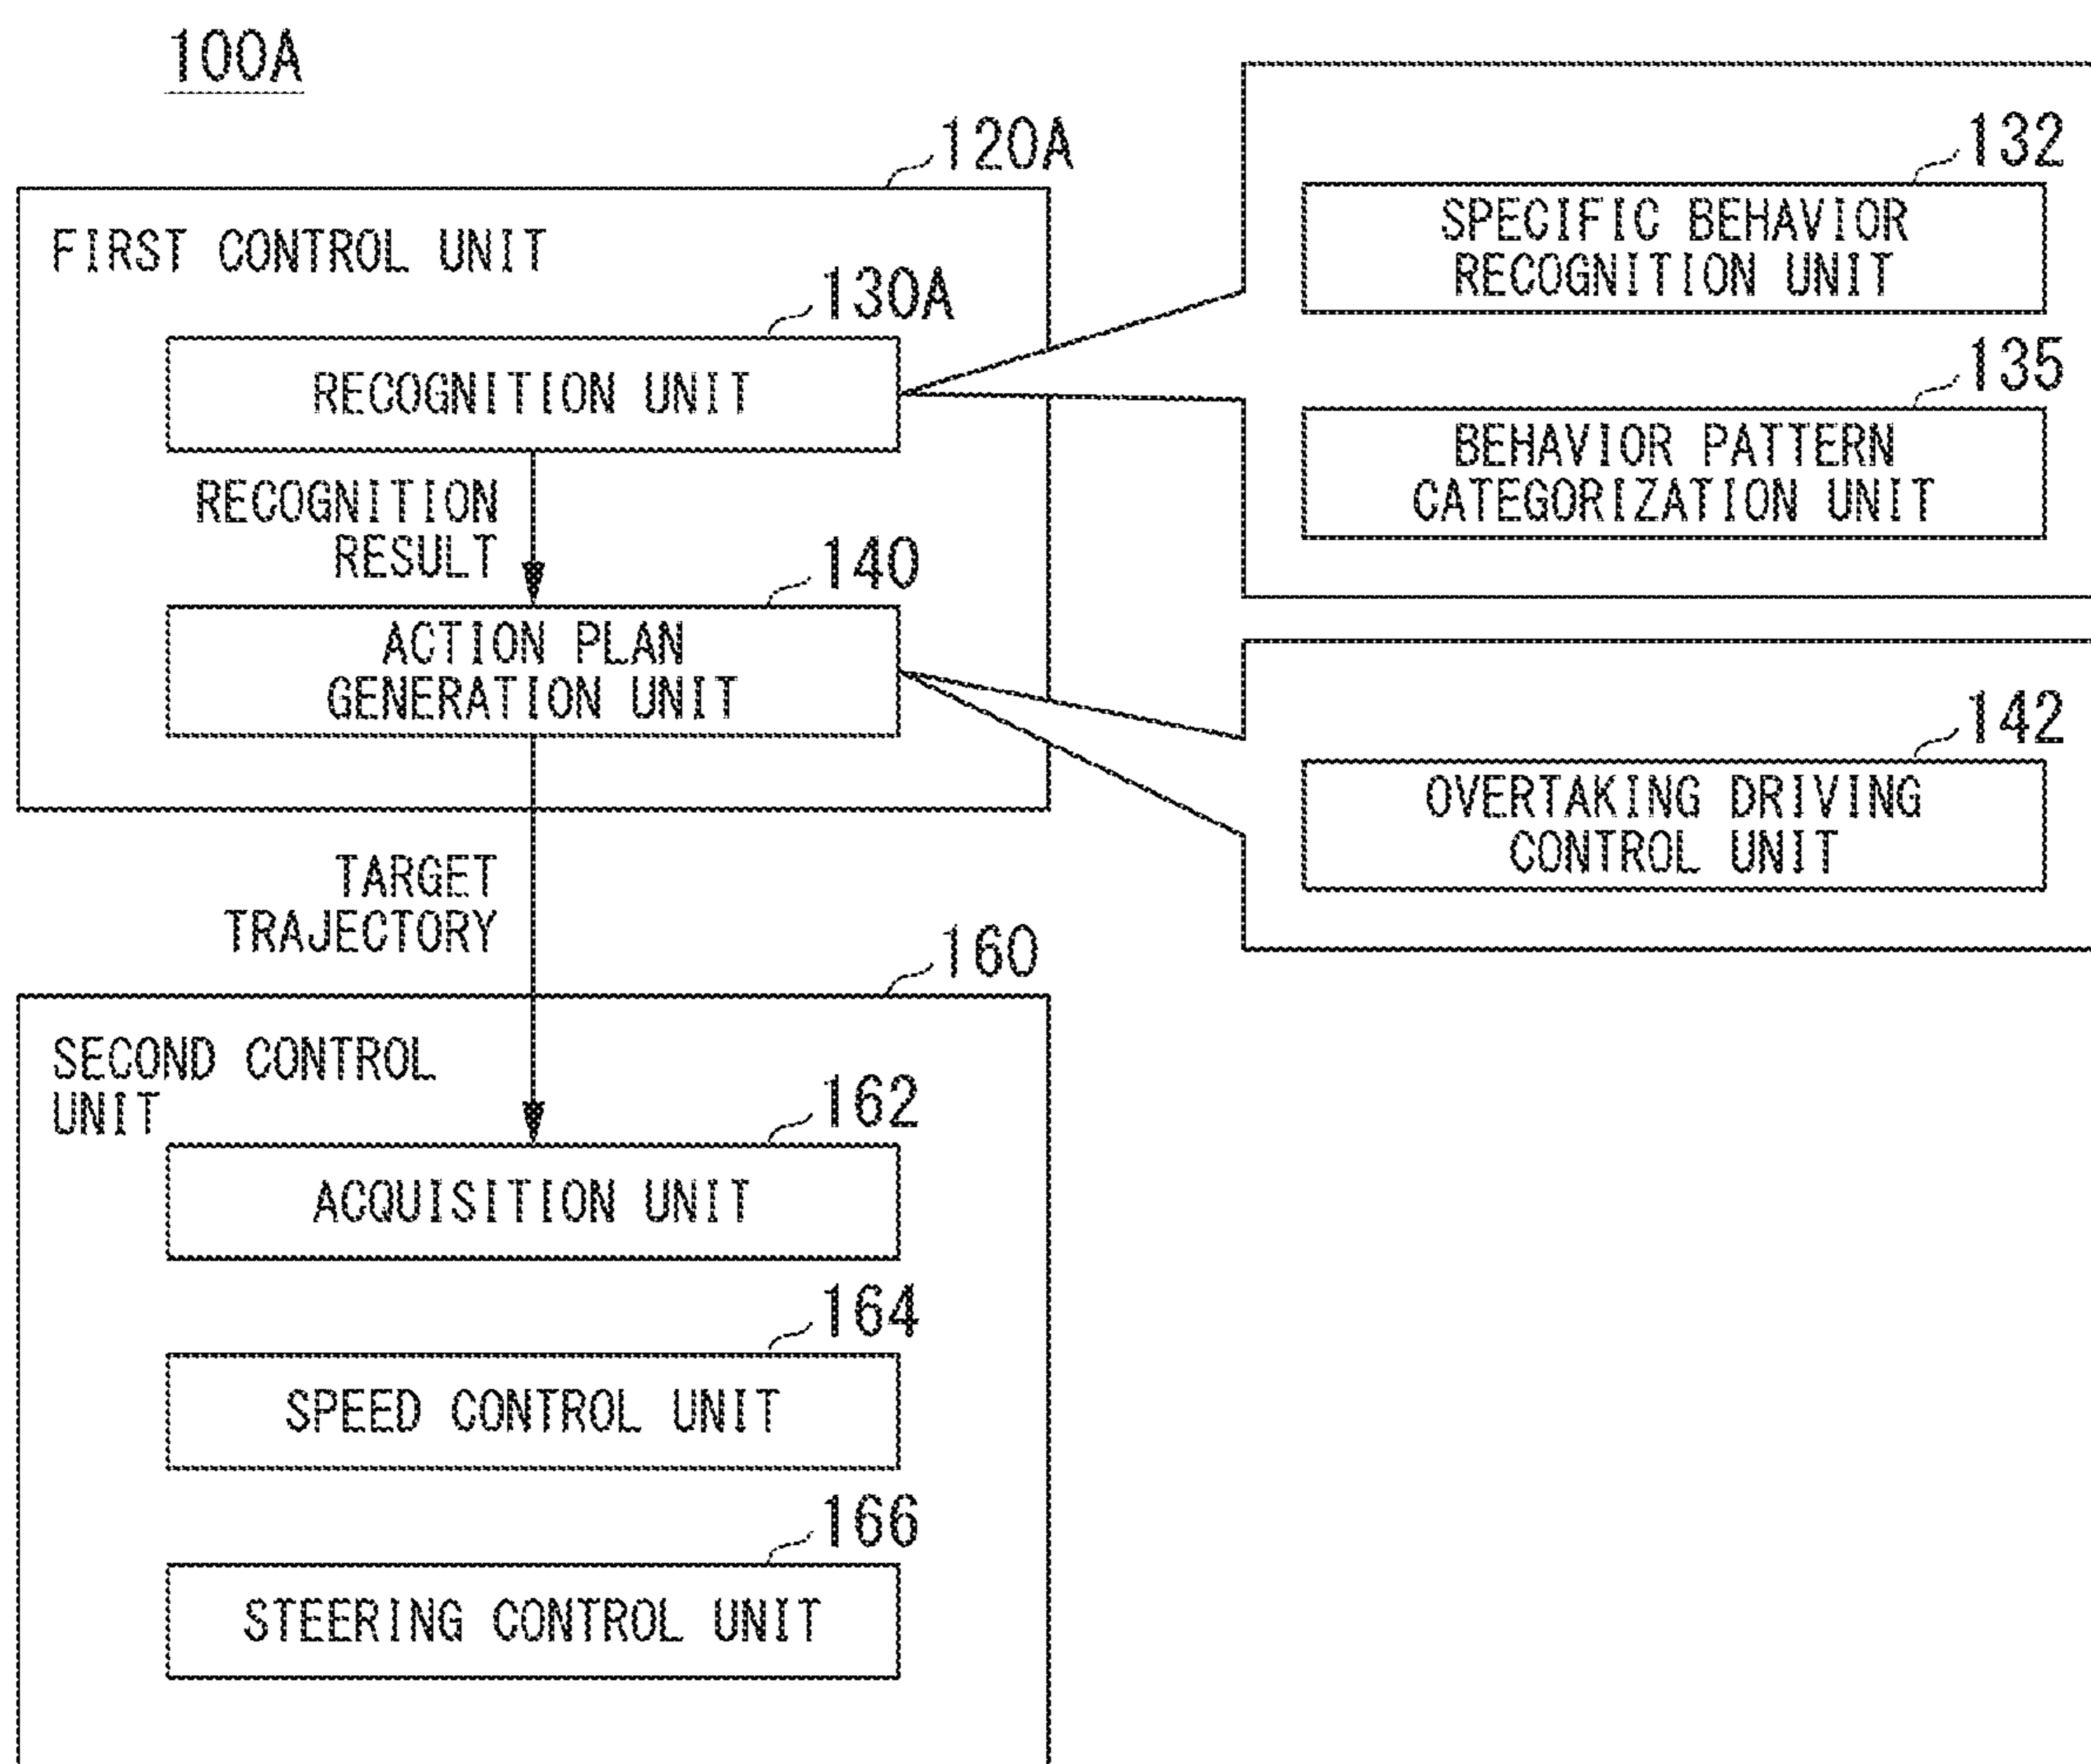 100A
120A
FIRST CONTROL UNIT
130A
RECOGNITION UNIT
RECOGNITION
RESULT
140
ACTION PLAN
GENERATION UNIT
132
SPECIFIC BEHAVIOR
RECOGNITION UNIT
135
BEHAVIOR PATTERN
CATEGORIZATION UNIT
142
OVERTAKING DRIVING
CONTROL UNIT
TARGET
TRAJECTORY
160
SECOND CONTROL
UNIT
162
ACQUISITION UNIT
164
SPEED CONTROL UNIT
166
STEERING CONTROL UNIT